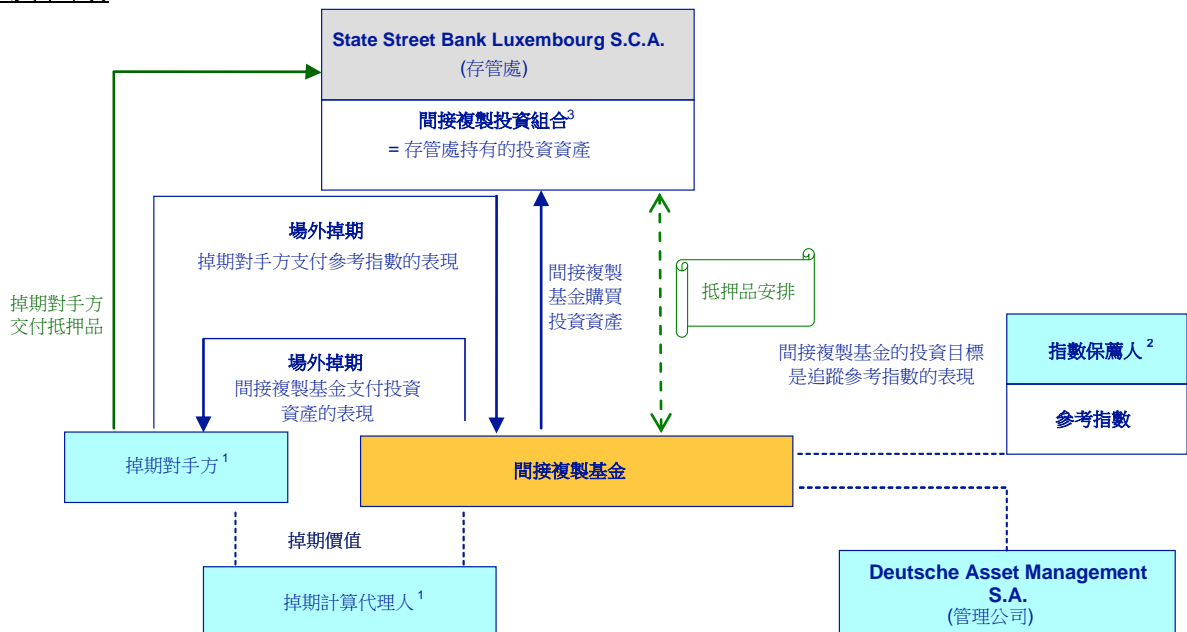 State Street Bank Luxembourg S.C.A.
(存管處)
間接複製投資組合3
= 存管處持有的投資資產
場外掉期
掉期對手方支付參考指數的表現
掉期對手方
交付抵押品
間接複製
基金購買
投資資產
抵押品安排
場外掉期
間接複製基金支付投資
資產的表現
間接複製基金的投資目標
是追蹤參考指數的表現
指數保薦人 2
參考指數
掉期對手方 1
間接複製基金
掉期價值
掉期計算代理人 1
Deutsche Asset Management
S.A.
(管理公司)